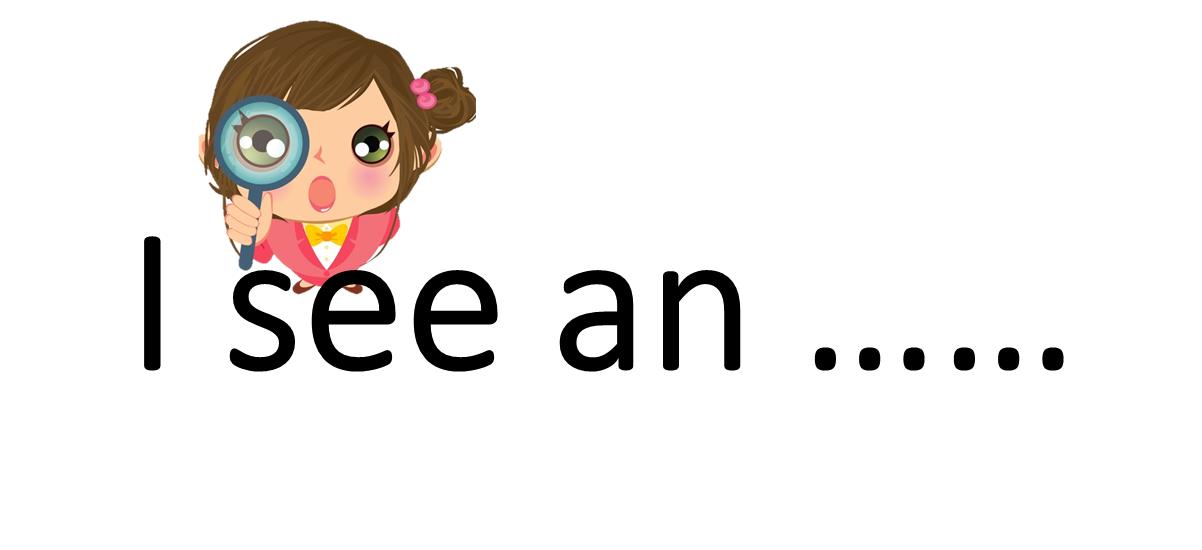 I see an ......